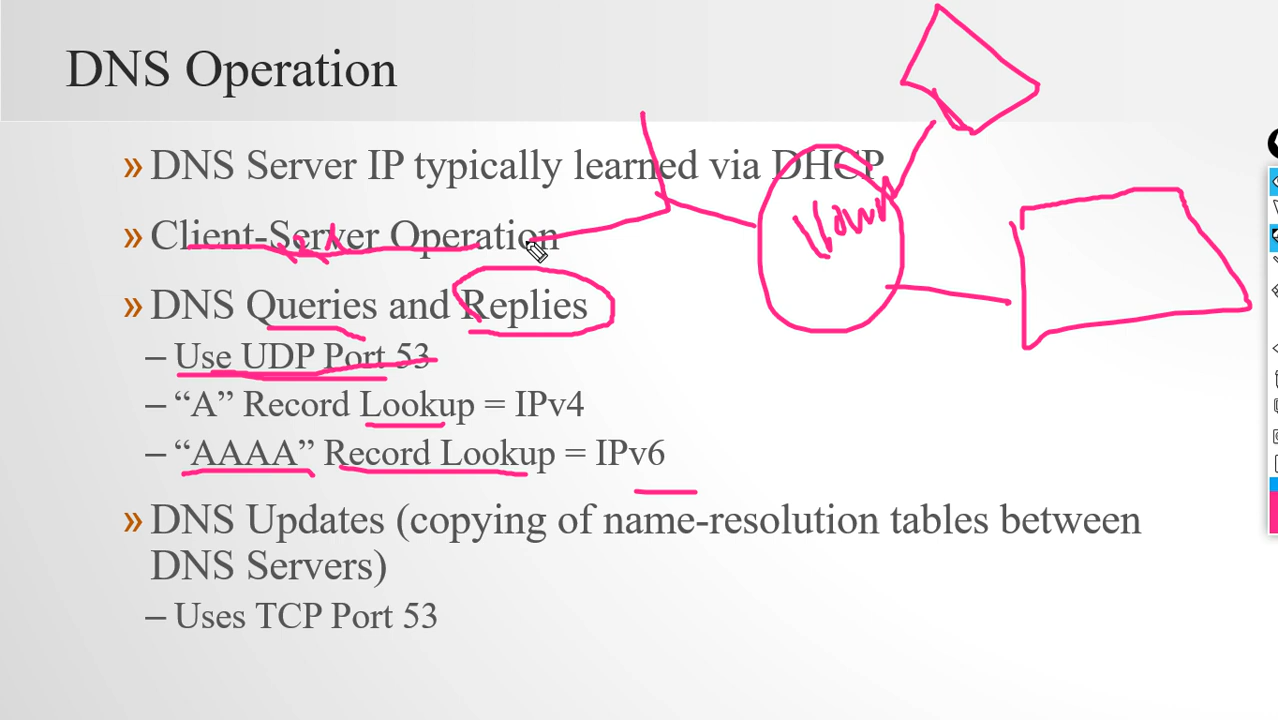 DNS Operation
» DNS Server IP typically learned via DHCP
» Client-Server Operation
» DNS Queries and Replies
– Use UDP Port 53
– “A” Record Lookup = IPv4
– “AAAA” Record Lookup = IPv6
» DNS Updates (copying of name-resolution tables between
DNS Servers)
– Uses TCP Port 53